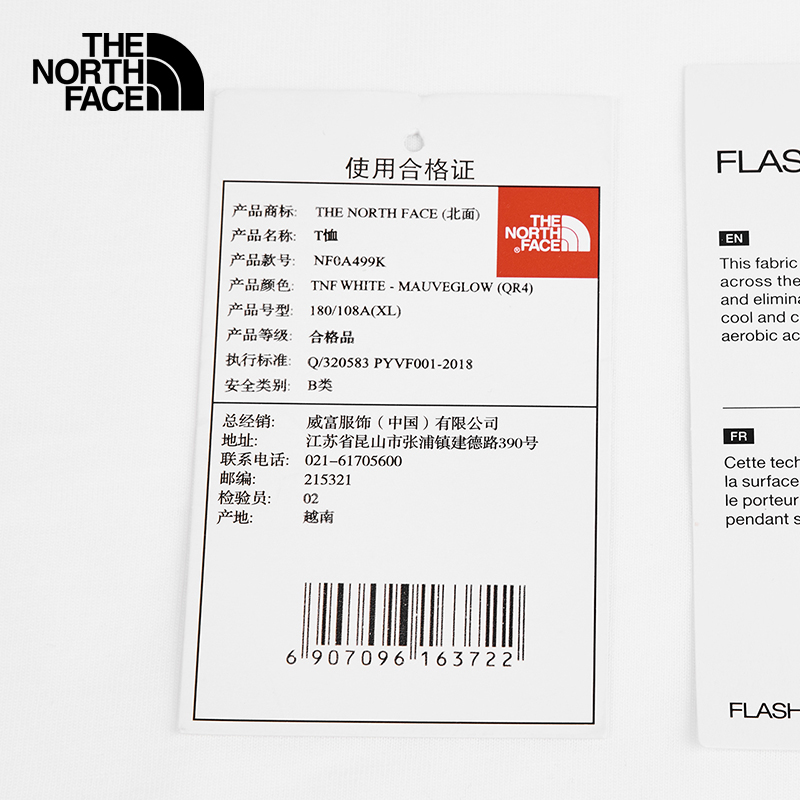 THE
NORTH
FACE
使用合格证
产品商标: THE NORTH FACE (北面)
产品名称: T恤
产品款号: NF0A499K
产品颜色: TNF WHITE - MAUVEGLOW (QR4)
产品号型: 180/108A(XL)
产品等级: 合格品
执行标准: Q/320583 PYVF001-2018
安全类别: B类
THE
NORTH
FACE
®
总经销: 威富服饰（中国）有限公司
地址: 江苏省昆山市张浦镇建德路390号
联系电话: 021-61705600
邮编: 215321
检验员: 02
产地: 越南
6 907096 163722
FLAS
EN
This fabric
across the
and elimina
cool and c
aerobic ac
FR
Cette tech
la surface
le porteur
pendant s
FLASH